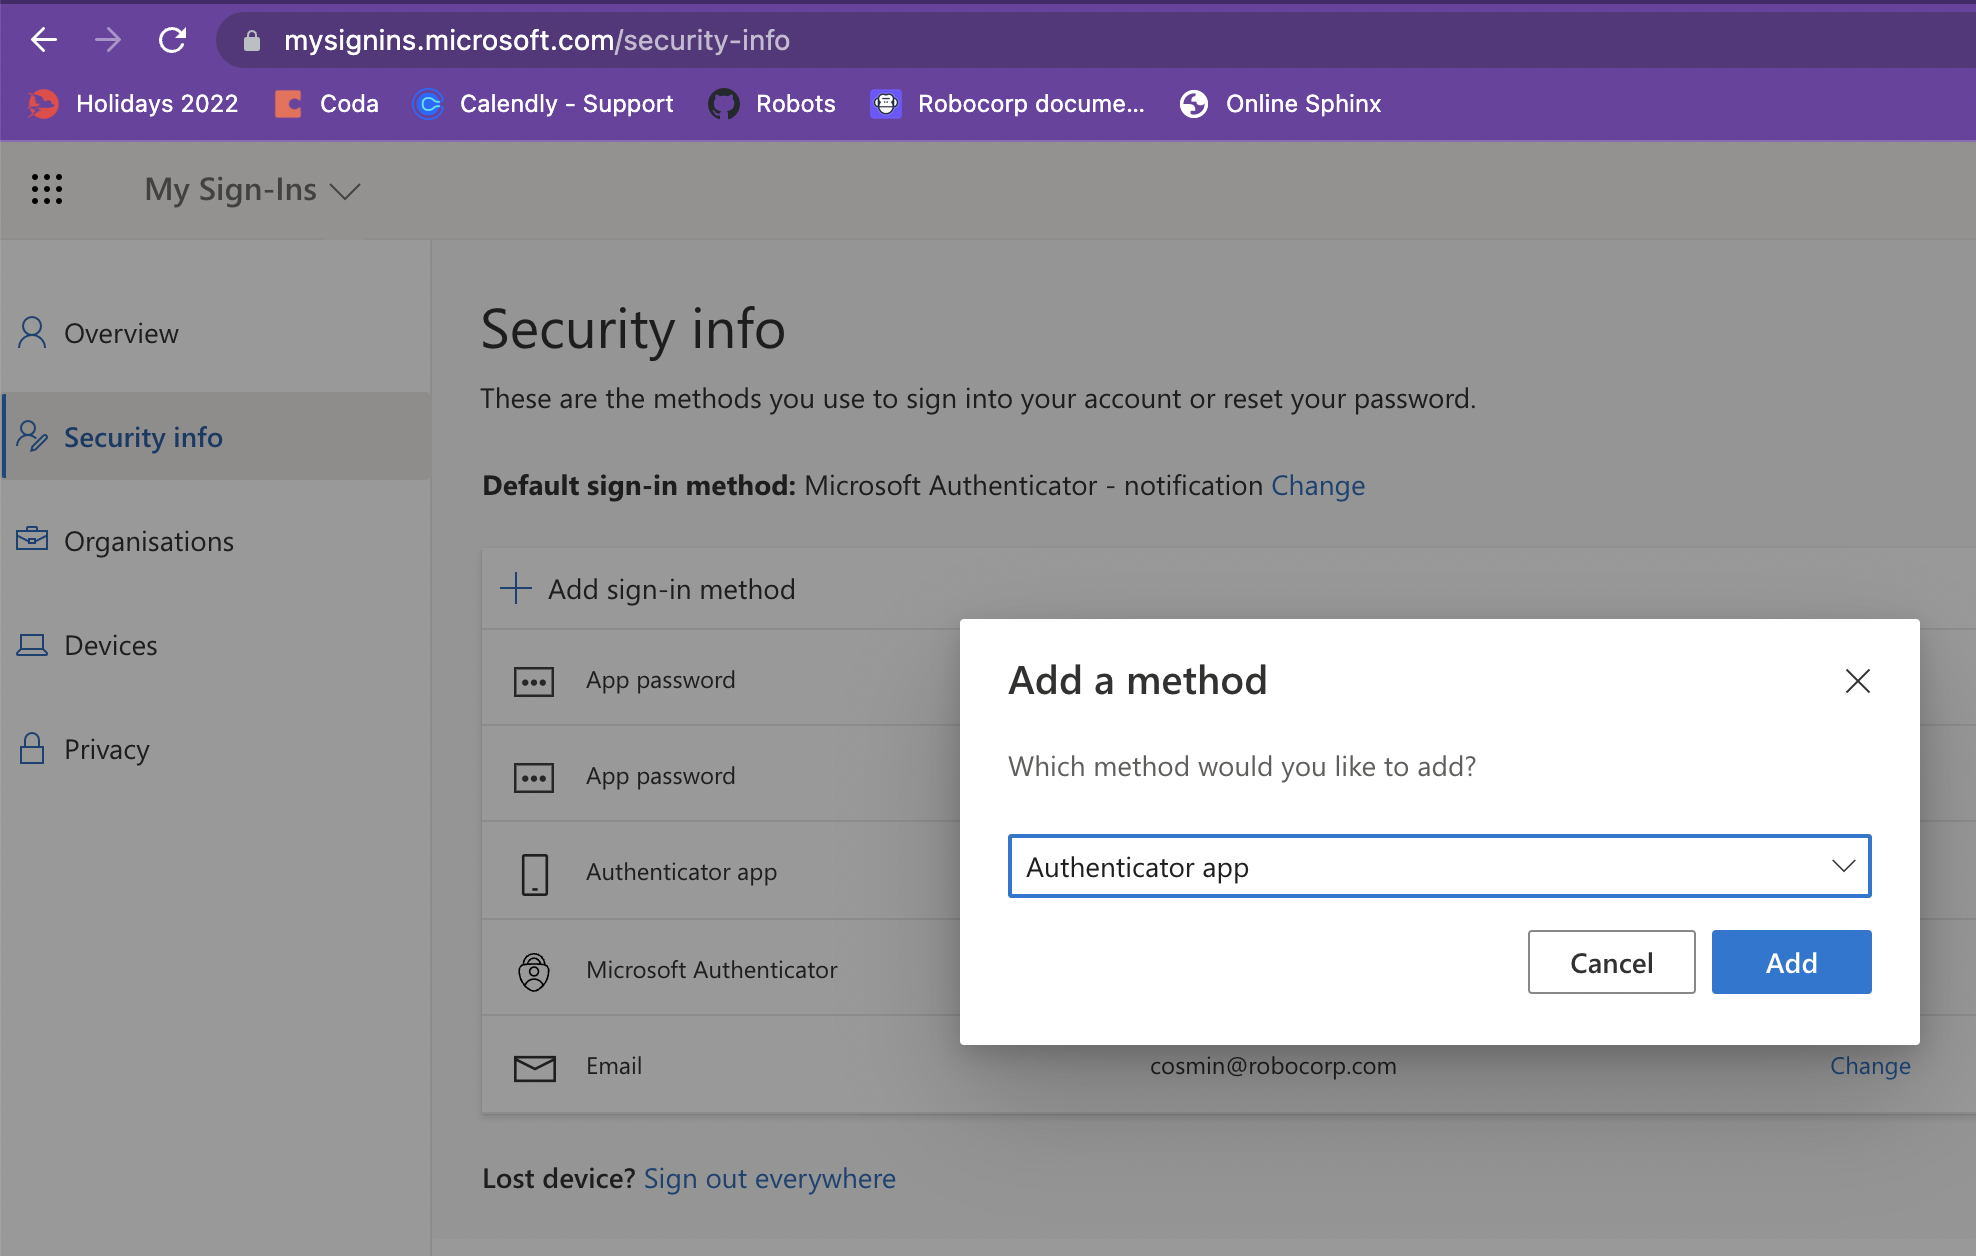 mysignins.microsoft.com/security-info
Holidays 2022 Coda Calendly - Support Robots Robocorp docume... Online Sphinx
My Sign-Ins
Overview
Security info
Organisations
Devices
Privacy
Security info
These are the methods you use to sign into your account or reset your password.
Default sign-in method: Microsoft Authenticator - notification Change
Add sign-in method
App password
App password
Authenticator app
Microsoft Authenticator
Email cosmin@robocorp.com Change
Lost device? Sign out everywhere
Add a method
Which method would you like to add?
Authenticator app
Cancel Add